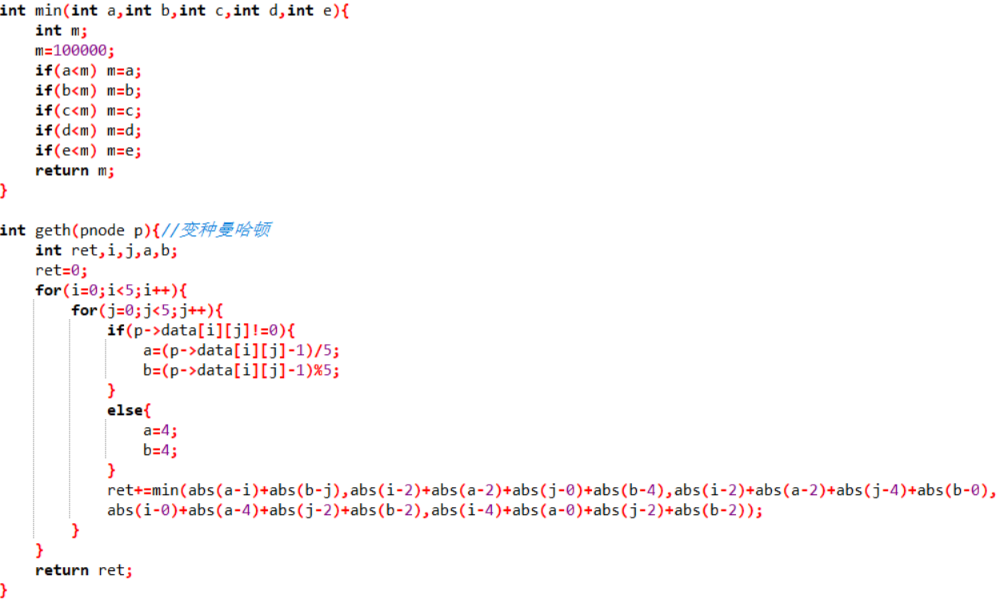 int min(int a,int b,int c,int d,int e){
    int m;
    m=100000;
    if(a<m) m=a;
    if(b<m) m=b;
    if(c<m) m=c;
    if(d<m) m=d;
    if(e<m) m=e;
    return m;
}

int geth(pnode p){//变种曼哈顿
    int ret,i,j,a,b;
    ret=0;
    for(i=0;i<5;i++){
        for(j=0;j<5;j++){
            if(p->data[i][j]!=0){
                a=(p->data[i][j]-1)/5;
                b=(p->data[i][j]-1)%5;
            }
            else{
                a=4;
                b=4;
            }
            ret+=min(abs(a-i)+abs(b-j),abs(i-2)+abs(a-2)+abs(j-0)+abs(b-4),abs(i-2)+abs(a-2)+abs(j-4)+abs(b-0),
            abs(i-0)+abs(a-4)+abs(j-2)+abs(b-2),abs(i-4)+abs(a-0)+abs(j-2)+abs(b-2));
        }
    }
    return ret;
}